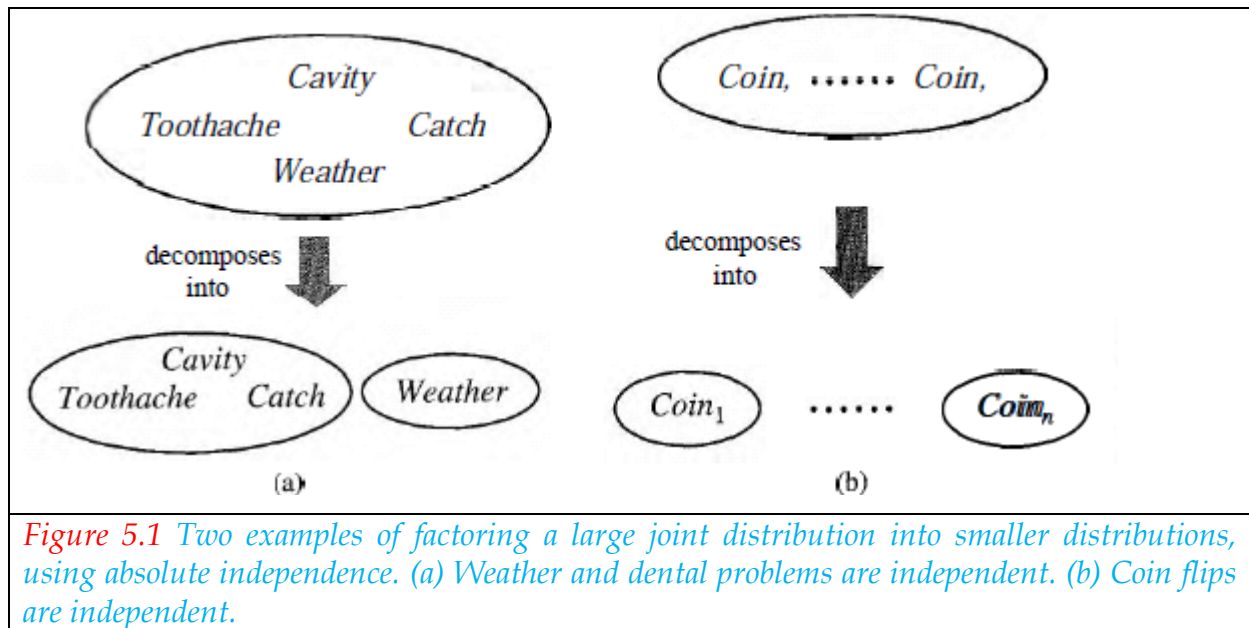 Cavity
Toothache Catch
Weather
decomposes
into
Cavity
Toothache Catch
Weather
(a)
Coin, ...... Coin,
decomposes
into
Coin₁ ...... Coimₙ
(b)
Figure 5.1 Two examples of factoring a large joint distribution into smaller distributions,
using absolute independence. (a) Weather and dental problems are independent. (b) Coin flips
are independent.